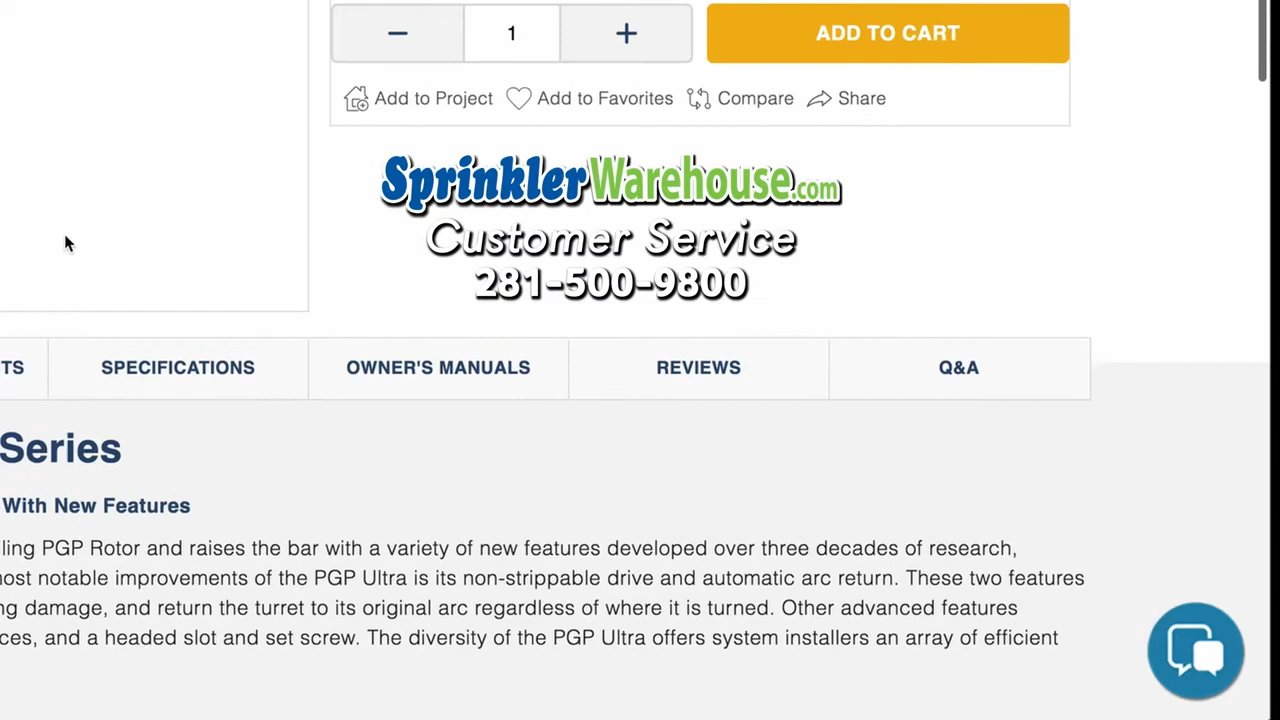 1
ADD TO CART
Add to Project Add to Favorites Compare Share
SprinklerWarehouse.com
Customer Service
281-500-9800
TS SPECIFICATIONS OWNER'S MANUALS REVIEWS Q&A
Series
With New Features
lling PGP Rotor and raises the bar with a variety of new features developed over three decades of research,
nost notable improvements of the PGP Ultra is its non-strippable drive and automatic arc return. These two features
ng damage, and return the turret to its original arc regardless of where it is turned. Other advanced features
ces, and a headed slot and set screw. The diversity of the PGP Ultra offers system installers an array of efficient